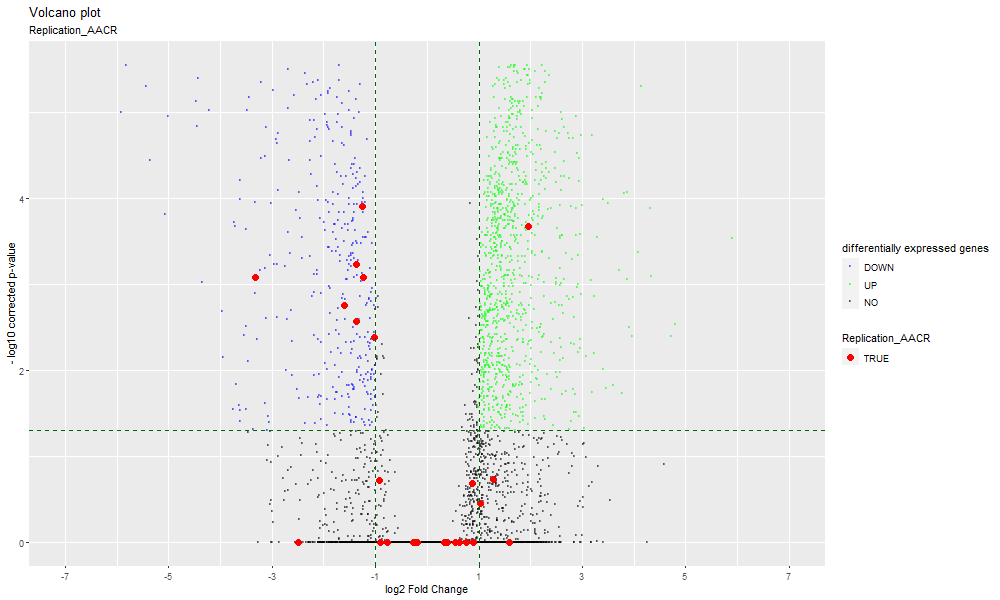 Volcano plot
Replication_AACR
- log10 corrected p-value
4
2
0
-7
-5
-3
-1
1
3
5
7
log2 Fold Change
differentially expressed genes
DOWN
UP
NO
Replication_AACR
TRUE